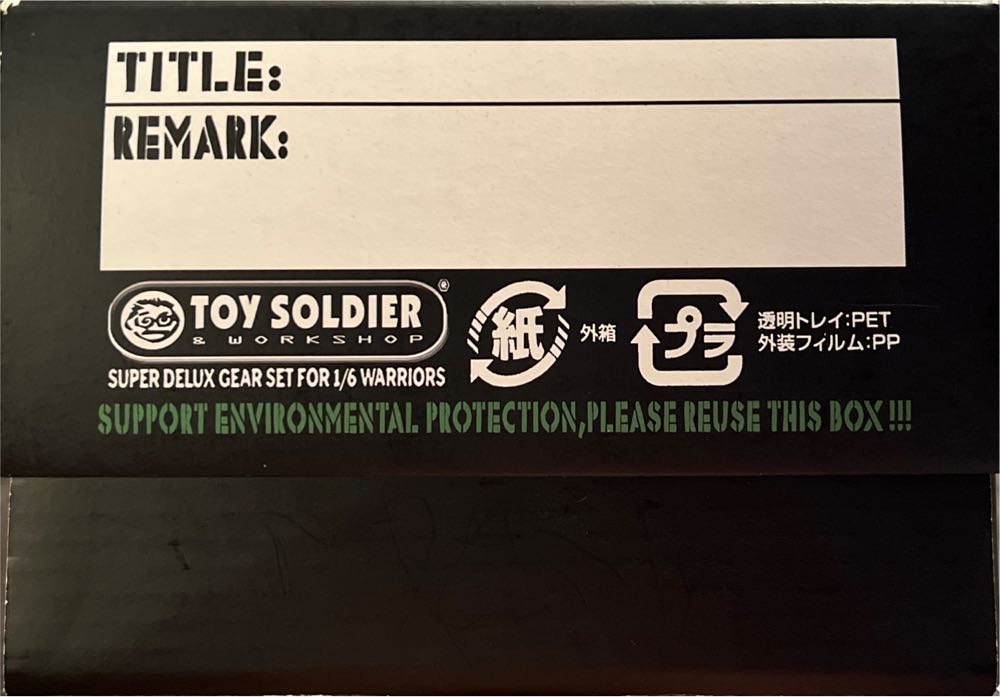 TITLE:
REMARK:
TOY SOLDIER ®
& WORKSHOP
SUPER DELUX GEAR SET FOR 1/6 WARRIORS
紙 外箱
プラ
透明トレイ:PET
外装フィルム:PP
SUPPORT ENVIRONMENTAL PROTECTION,PLEASE REUSE THIS BOX !!!